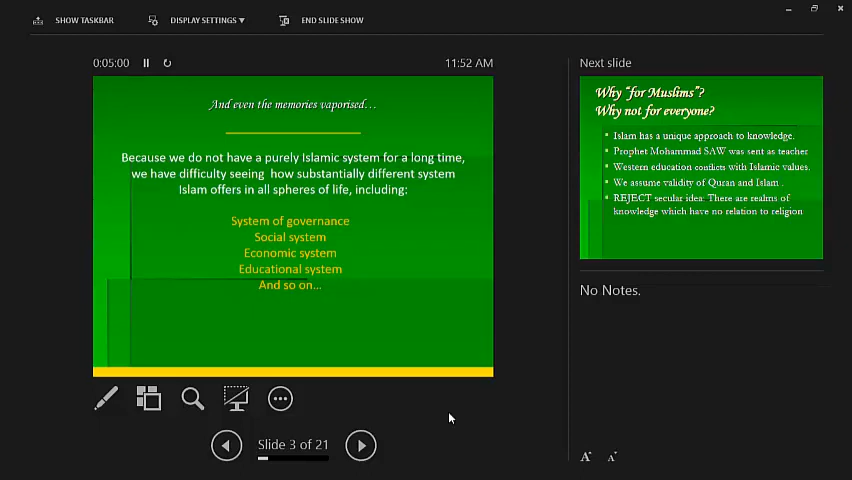 SHOW TASKBAR
DISPLAY SETTINGS ▼
END SLIDE SHOW
0:05:00
11:52 AM
And even the memories vaporised…
Because we do not have a purely Islamic system for a long time,
we have difficulty seeing how substantially different system
Islam offers in all spheres of life, including:
System of governance
Social system
Economic system
Educational system
And so on…
Slide 3 of 21
Next slide
Why “for Muslims”?
Why not for everyone?
Islam has a unique approach to knowledge.
Prophet Mohammad SAW was sent as teacher
Western education conflicts with Islamic values.
We assume validity of Quran and Islam .
REJECT secular idea: There are realms of
knowledge which have no relation to religion
No Notes.
A A